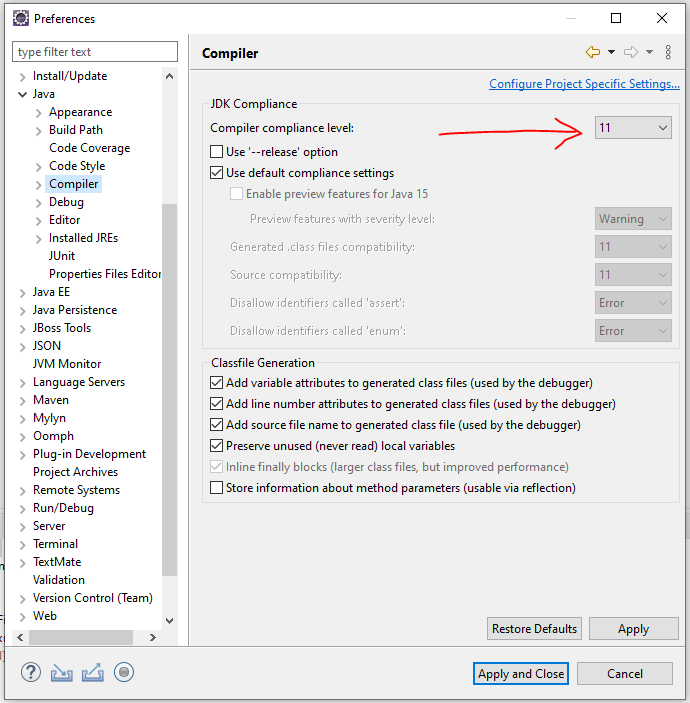 Preferences
type filter text
Install/Update
Java
Appearance
Build Path
Code Coverage
Code Style
Compiler
Debug
Editor
Installed JREs
JUnit
Properties Files Editor
Java EE
Java Persistence
JBoss Tools
JSON
JVM Monitor
Language Servers
Maven
Mylyn
Oomph
Plug-in Development
Project Archives
Remote Systems
Run/Debug
Server
Terminal
TextMate
Validation
Version Control (Team)
Web
Compiler
Configure Project Specific Settings...
JDK Compliance
Compiler compliance level: 11
Use '--release' option
Use default compliance settings
Enable preview features for Java 15
Preview features with severity level: Warning
Generated .class files compatibility: 11
Source compatibility: 11
Disallow identifiers called 'assert': Error
Disallow identifiers called 'enum': Error
Classfile Generation
Add variable attributes to generated class files (used by the debugger)
Add line number attributes to generated class files (used by the debugger)
Add source file name to generated class file (used by the debugger)
Preserve unused (never read) local variables
Inline finally blocks (larger class files, but improved performance)
Store information about method parameters (usable via reflection)
Restore Defaults Apply
Apply and Close Cancel